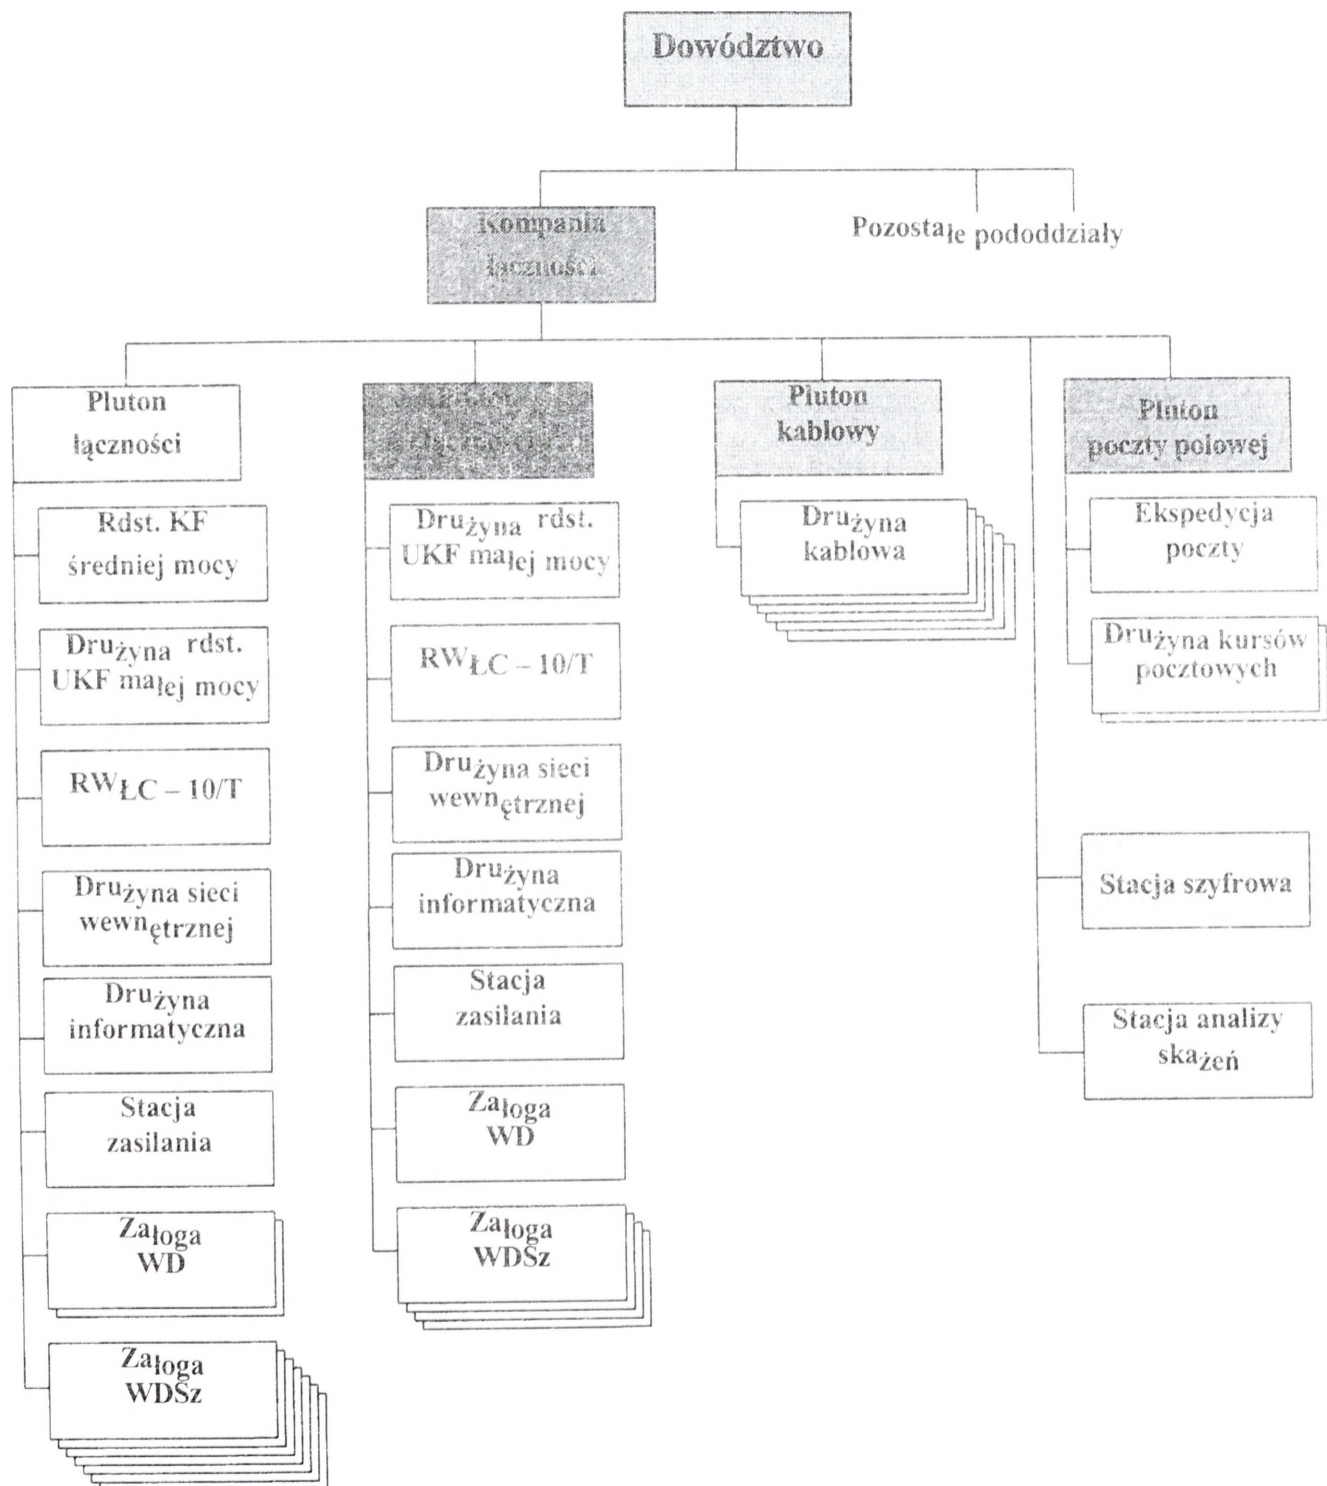 Dowództwo
Kompania
łączności
Pozostałe pododdziały
Pluton
łączności
Rdst. KF
średniej mocy
Drużyna rdst.
UKF małej mocy
RWŁC – 10/T
Drużyna sieci
wewnętrznej
Drużyna
informatyczna
Stacja
zasilania
Załoga
WD
Załoga
WDSz
łączności
Drużyna rdst.
UKF małej mocy
RWŁC – 10/T
Drużyna sieci
wewnętrznej
Drużyna
informatyczna
Stacja
zasilania
Załoga
WD
Załoga
WDSz
Pluton
kablowy
Drużyna
kablowa
Pluton
poczty polowej
Ekspedycja
poczty
Drużyna kursów
pocztowych
Stacja szyfrowa
Stacja analizy
skażeń